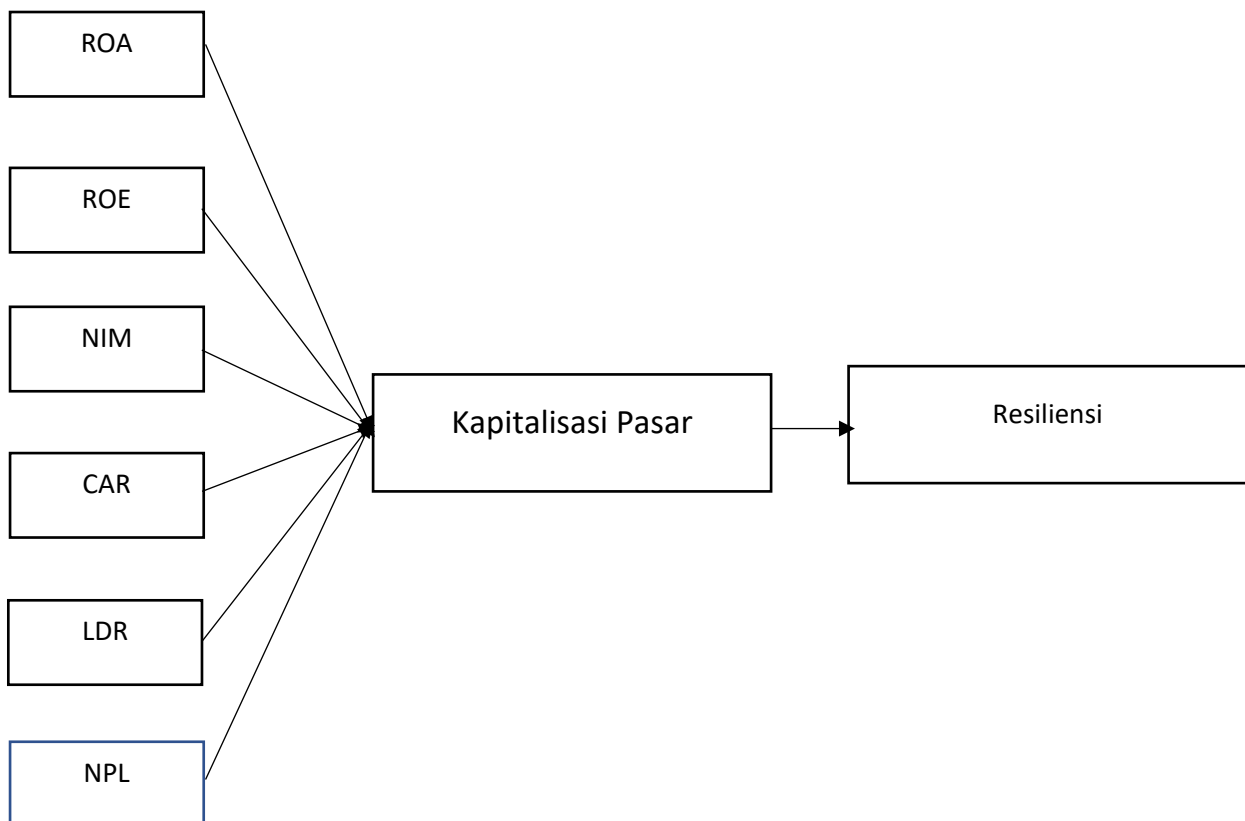 ROA
ROE
NIM
Kapitalisasi Pasar
Resiliensi
CAR
LDR
NPL